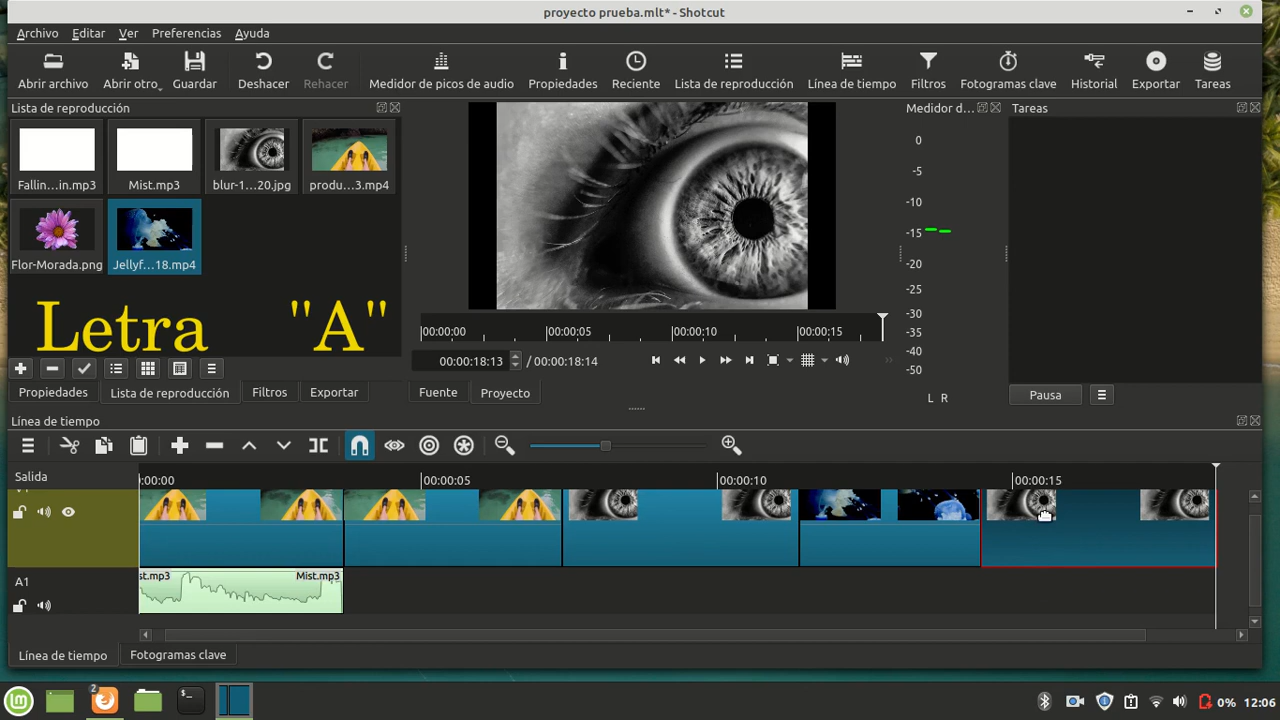 proyecto prueba.mlt* - Shotcut
Archivo Editar Ver Preferencias Ayuda
Abrir archivo Abrir otro Guardar Deshacer Rehacer Medidor de picos de audio Propiedades Reciente Lista de reproducción Línea de tiempo Filtros Fotogramas clave Historial Exportar Tareas
Lista de reproducción Medidor d... Tareas
Fallin...in.mp3 Mist.mp3 blur-1...20.jpg produ...3.mp4
Flor-Morada.png Jellyf...18.mp4
Letra "A"
0
-5
-10
-15
-20
-25
-30
-35
-40
-50
L R
00:00:00 00:00:05 00:00:10 00:00:15
00:00:18:13 / 00:00:18:14
Propiedades Lista de reproducción Filtros Exportar Fuente Proyecto Pausa
Línea de tiempo
Salida :00:00 00:00:05 00:00:10 00:00:15
A1 st.mp3 Mist.mp3
Línea de tiempo Fotogramas clave
2 0% 12:06